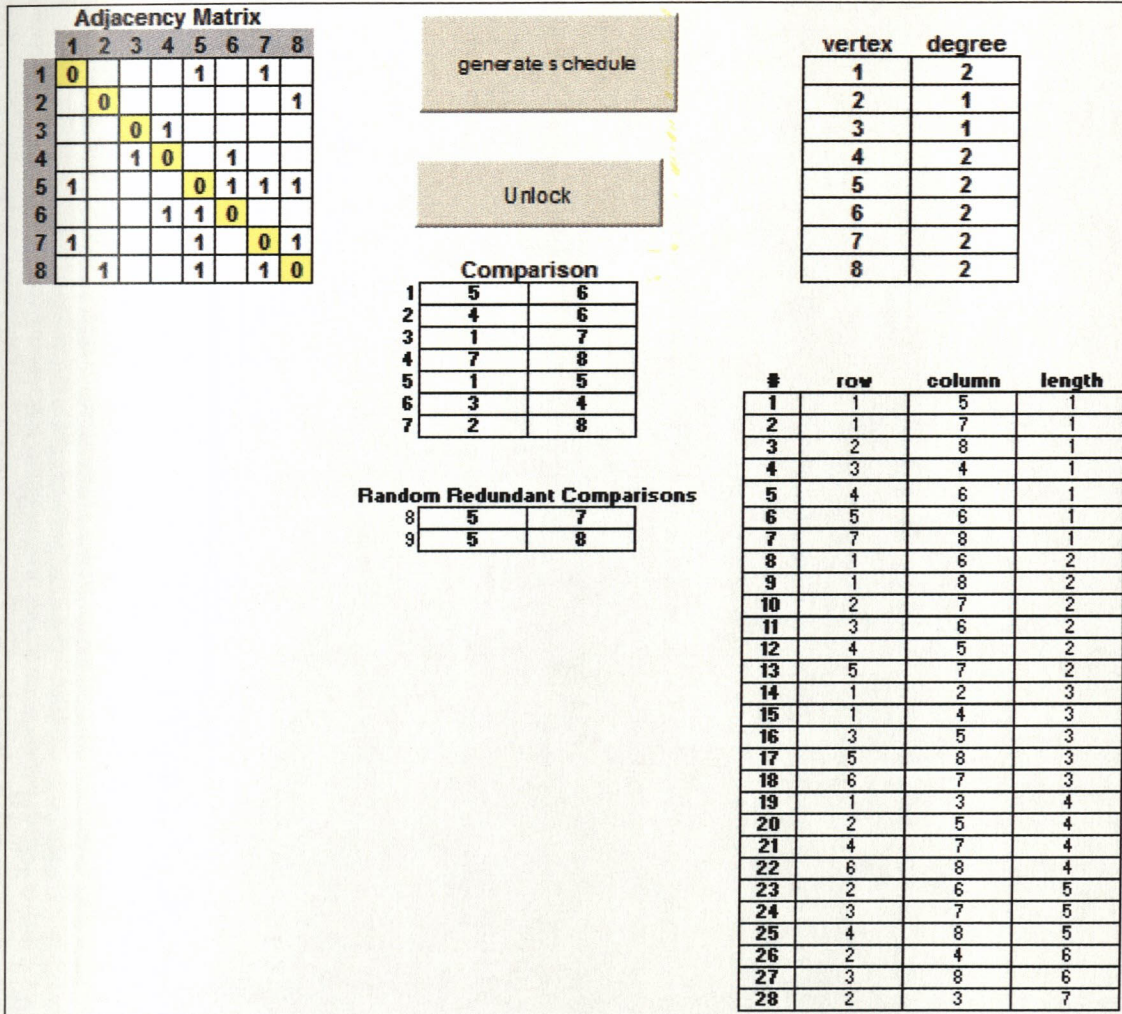 Adjacency Matrix
1 2 3 4 5 6 7 8
1 0 1 1
2 0 1
3 0 1
4 1 0 1
5 1 0 1 1 1
6 1 1 0
7 1 1 0 1
8 1 1 1 0
generate schedule
Unlock
vertex degree
1 2
2 1
3 1
4 2
5 2
6 2
7 2
8 2
Comparison
1 5 6
2 4 6
3 1 7
4 7 8
5 1 5
6 3 4
7 2 8
Random Redundant Comparisons
8 5 7
9 5 8
# row column length
1 1 5 1
2 1 7 1
3 2 8 1
4 3 4 1
5 4 6 1
6 5 6 1
7 7 8 1
8 1 6 2
9 1 8 2
10 2 7 2
11 3 6 2
12 4 5 2
13 5 7 2
14 1 2 3
15 1 4 3
16 3 5 3
17 5 8 3
18 6 7 3
19 1 3 4
20 2 5 4
21 4 7 4
22 6 8 4
23 2 6 5
24 3 7 5
25 4 8 5
26 2 4 6
27 3 8 6
28 2 3 7